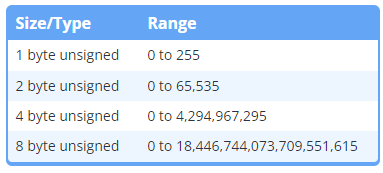 Size/Type Range
1 byte unsigned 0 to 255
2 byte unsigned 0 to 65,535
4 byte unsigned 0 to 4,294,967,295
8 byte unsigned 0 to 18,446,744,073,709,551,615